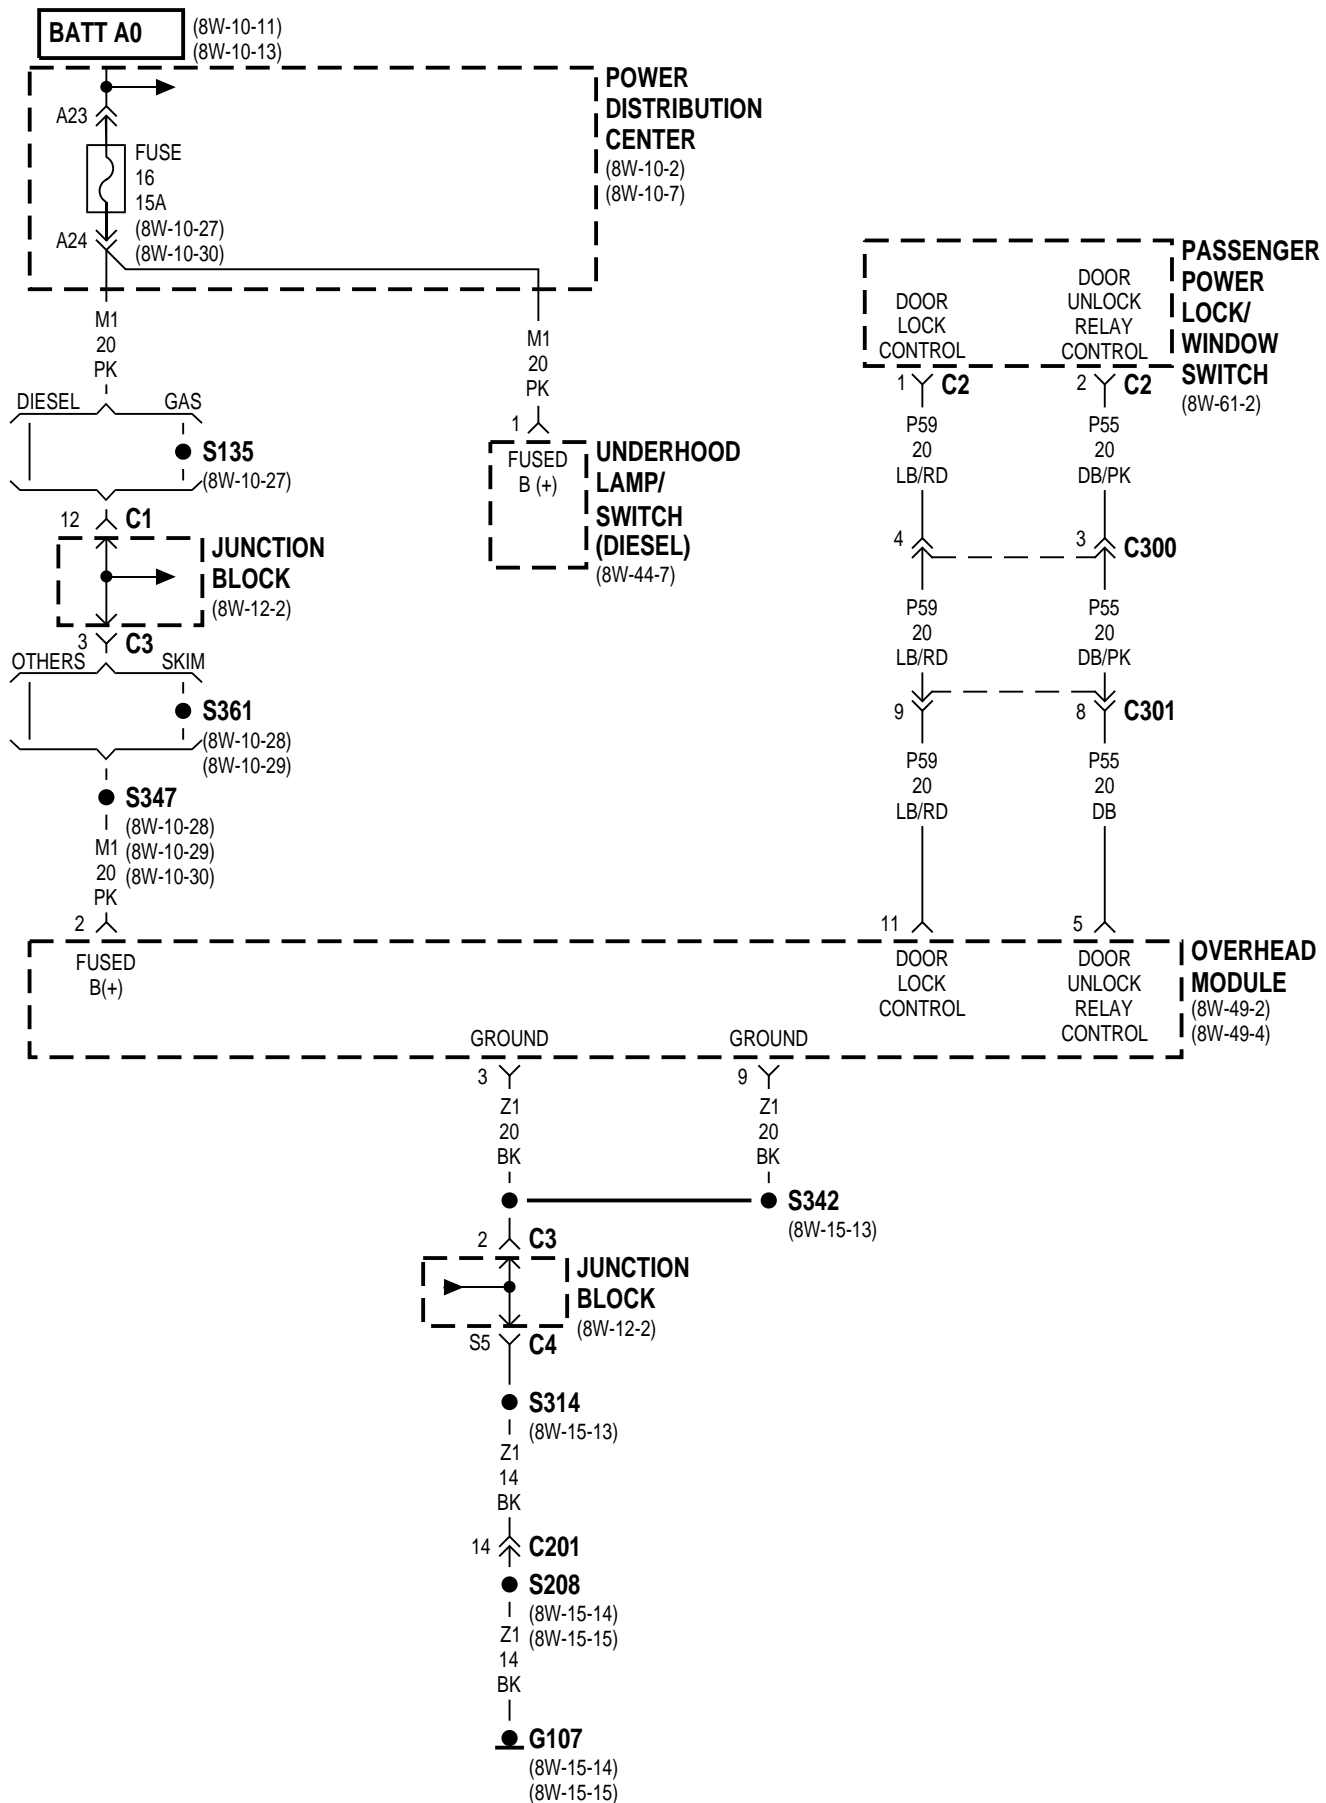 BATT A0
(8W-10-11)
(8W-10-13)
POWER
DISTRIBUTION
CENTER
(8W-10-2)
(8W-10-7)
A23
FUSE
16
15A
(8W-10-27)
(8W-10-30)
A24
M1
20
PK
M1
20
PK
DIESEL
GAS
S135
(8W-10-27)
12
C1
JUNCTION
BLOCK
(8W-12-2)
3
C3
OTHERS
SKIM
S361
(8W-10-28)
(8W-10-29)
S347
(8W-10-28)
(8W-10-29)
(8W-10-30)
M1
20
PK
2
1
FUSED
B (+)
UNDERHOOD
LAMP/
SWITCH
(DIESEL)
(8W-44-7)
PASSENGER
POWER
LOCK/
WINDOW
SWITCH
(8W-61-2)
DOOR
LOCK
CONTROL
DOOR
UNLOCK
RELAY
CONTROL
1
C2
2
C2
P59
20
LB/RD
P55
20
DB/PK
4
3
C300
P59
20
LB/RD
P55
20
DB/PK
9
8
C301
P59
20
LB/RD
P55
20
DB
11
5
FUSED
B(+)
DOOR
LOCK
CONTROL
DOOR
UNLOCK
RELAY
CONTROL
OVERHEAD
MODULE
(8W-49-2)
(8W-49-4)
GROUND
GROUND
3
9
Z1
20
BK
Z1
20
BK
S342
(8W-15-13)
2
C3
JUNCTION
BLOCK
(8W-12-2)
S5
C4
S314
(8W-15-13)
Z1
14
BK
14
C201
S208
(8W-15-14)
(8W-15-15)
Z1
14
BK
G107
(8W-15-14)
(8W-15-15)